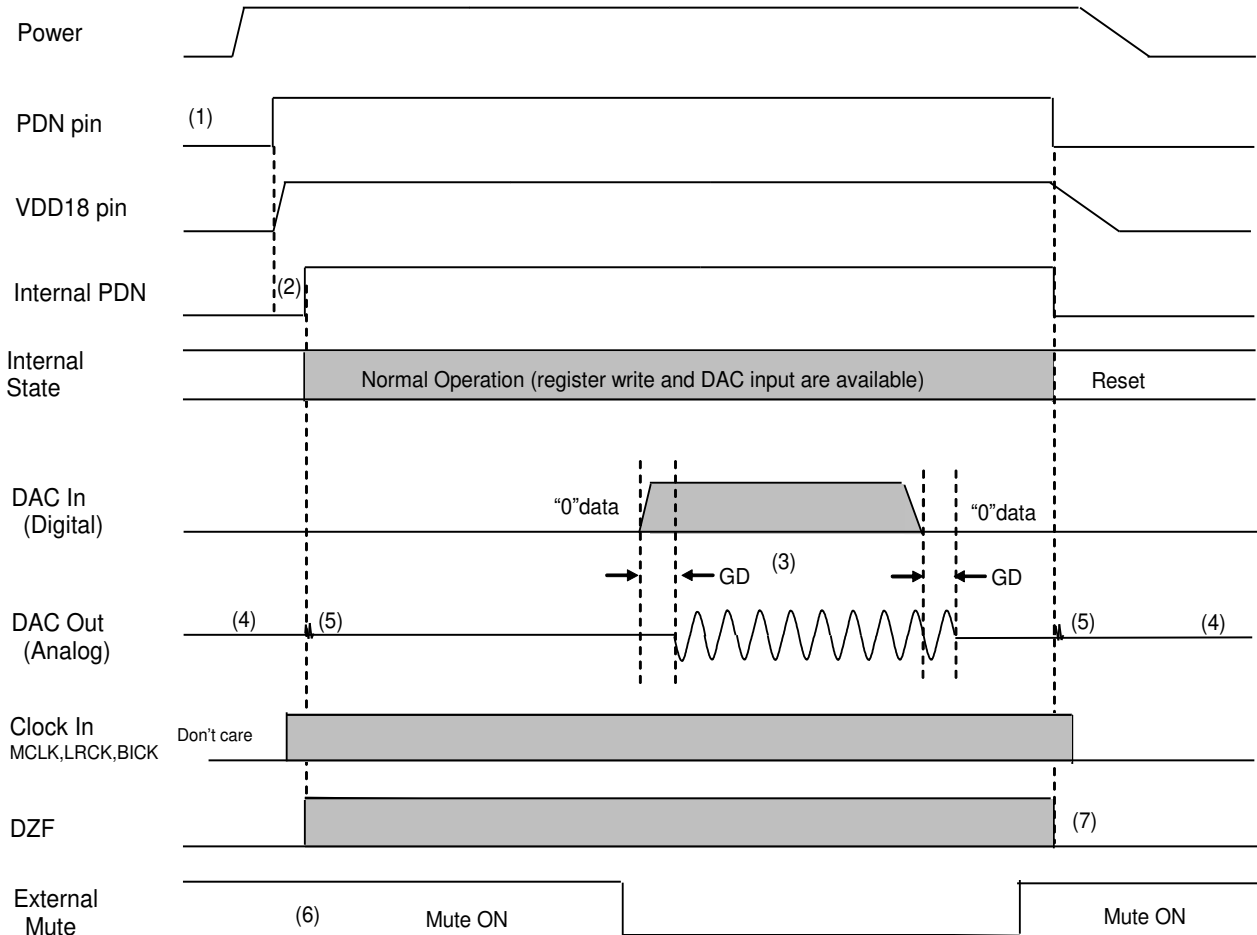 Power
PDN pin
(1)
VDD18 pin
Internal PDN
(2)
Internal
State
Normal Operation (register write and DAC input are available)
Reset
DAC In
(Digital)
“0”data
“0”data
GD
(3)
GD
DAC Out
(Analog)
(4)
(5)
(5)
(4)
Clock In
MCLK,LRCK,BICK
Don’t care
DZF
(7)
External
Mute
(6)
Mute ON
Mute ON